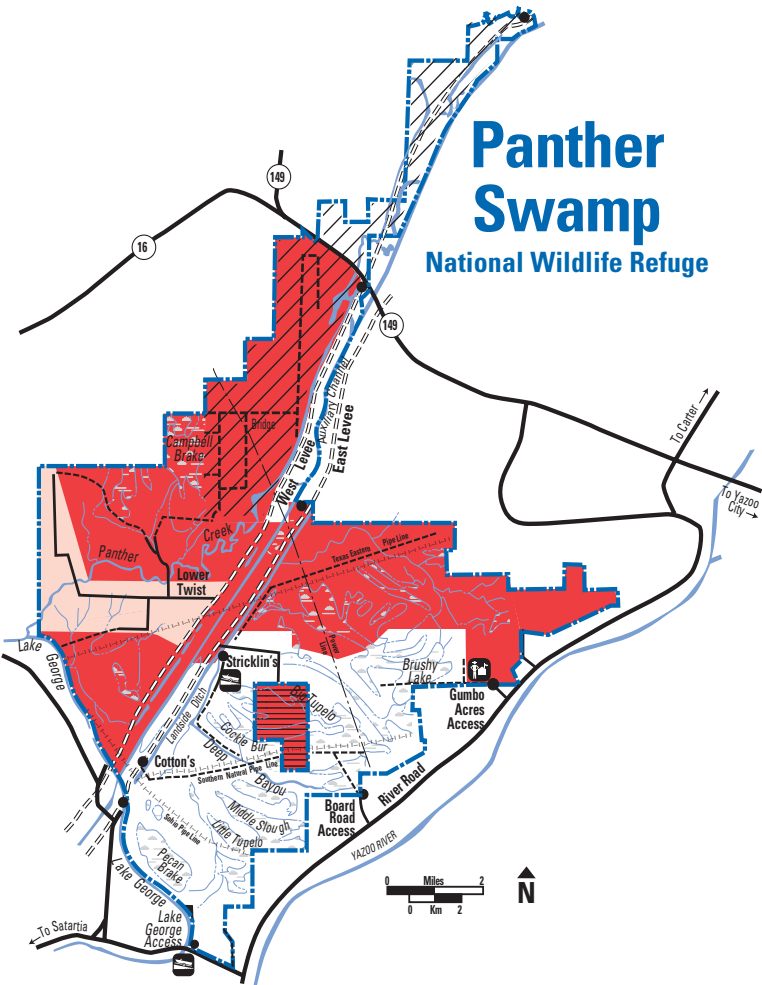 Panther
Swamp
National Wildlife Refuge
149
16
149
Auxiliary Channel
East Levee
West Levee
To Carter
To Yazoo
City
Campbell
Brake
Bridge
Panther
Creek
Lower
Twist
Texas Eastern Pipe Line
Power
Line
Lake
George
Stricklin's
Brushy
Lake
Gumbo
Acres
Access
Landside Ditch
Big Tupelo
Cockle Bur
Deep
Bayou
Cotton's
Southern Natural Pipe Line
Middle Slough
Little Tupelo
Sohio Pipe Line
Board
Road
Access
River Road
YAZOO RIVER
Pecan
Brake
Lake George
Lake
George
Access
To Satartia
0 Miles 2
0 Km 2
N